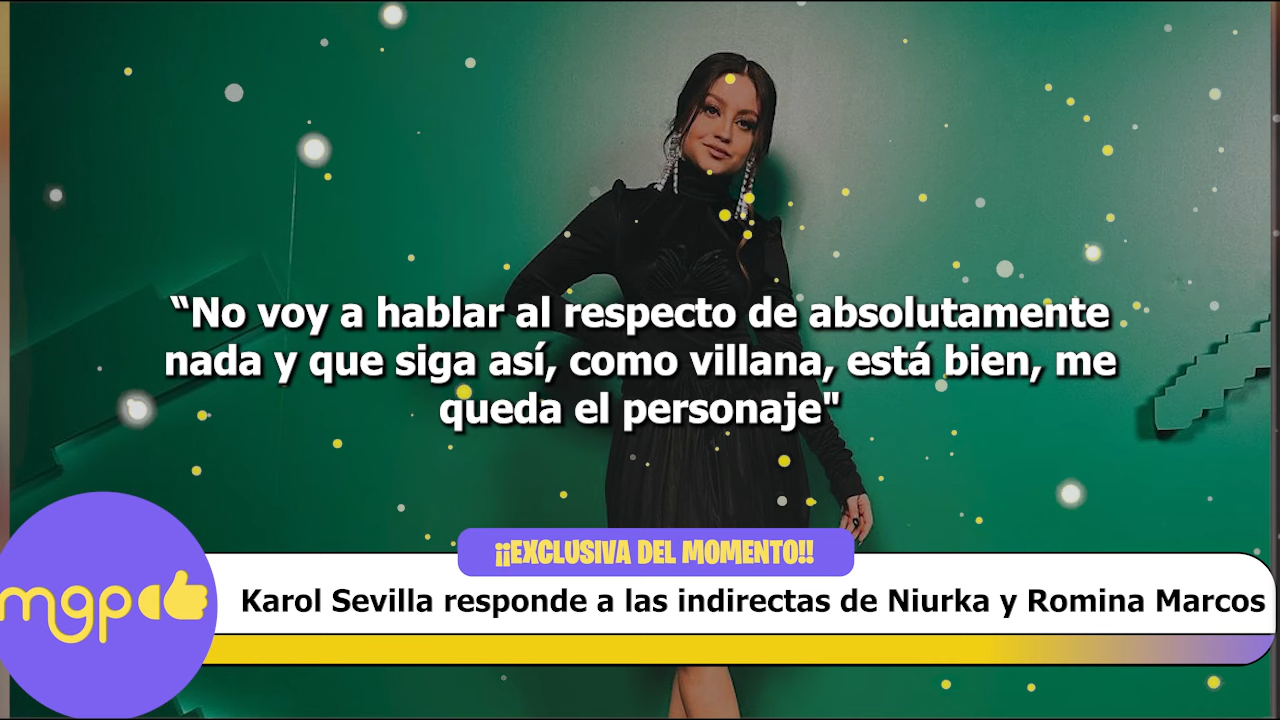 “No voy a hablar al respecto de absolutamente
nada y que siga así, como villana, está bien, me
queda el personaje"
¡¡EXCLUSIVA DEL MOMENTO!!
mgp
Karol Sevilla responde a las indirectas de Niurka y Romina Marcos